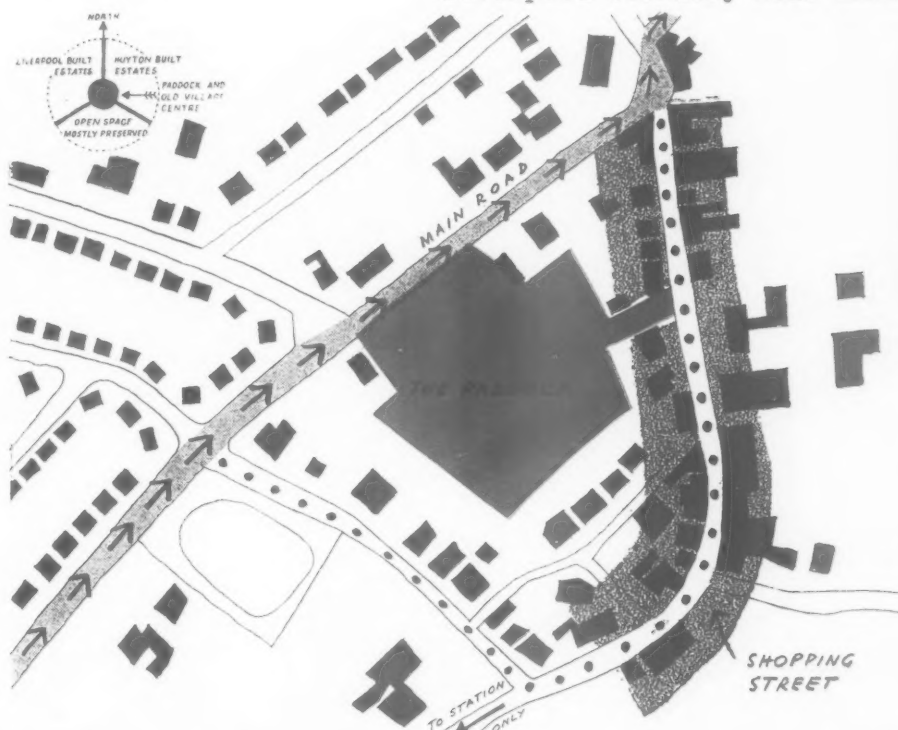 NORTH
LIVERPOOL BUILT
ESTATES
HUYTON BUILT
ESTATES
PADDOCK AND
OLD VILLAGE
CENTRE
OPEN SPACE
MOSTLY PRESERVED
MAIN ROAD
THE PADDOCK
SHOPPING
STREET
TO STATION
ONLY